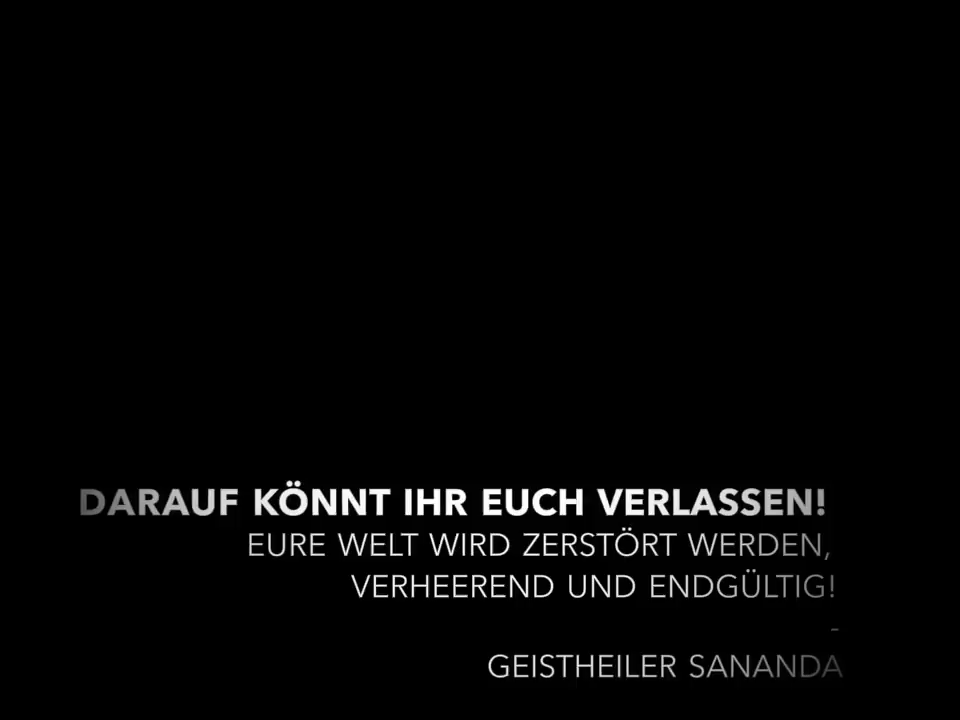 DARAUF KÖNNT IHR EUCH VERLASSEN!
EURE WELT WIRD ZERSTÖRT WERDEN,
VERHEEREND UND ENDGÜLTIG!
-
GEISTHEILER SANANDA